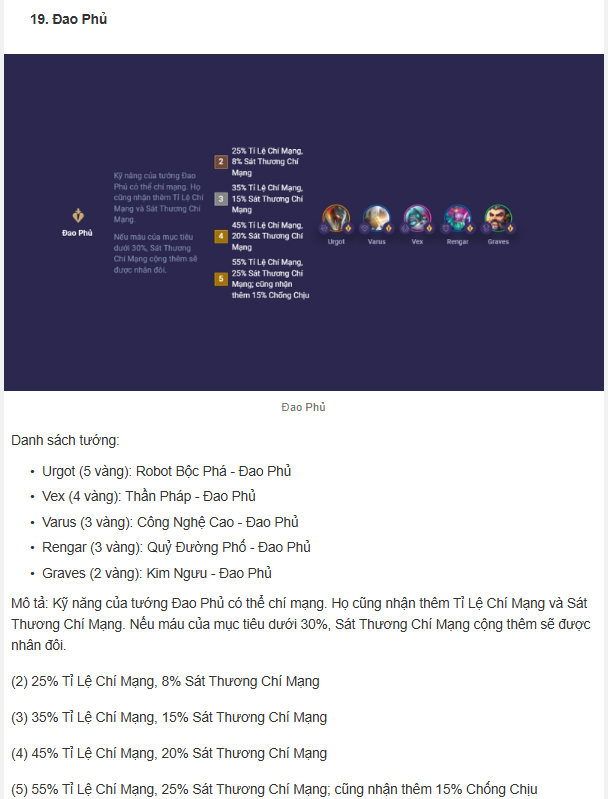 19. Đao Phủ
Kỹ năng của tướng Đao
Phủ có thể chí mạng. Họ
cũng nhận thêm Tỉ Lệ Chí
Mạng và Sát Thương Chí
Mạng.
Nếu máu của mục tiêu
dưới 30%, Sát Thương
Chí Mạng cộng thêm sẽ
được nhân đôi.
Đao Phủ
2
25% Tỉ Lệ Chí Mạng,
8% Sát Thương Chí
Mạng
3
35% Tỉ Lệ Chí Mạng,
15% Sát Thương Chí
Mạng
4
45% Tỉ Lệ Chí Mạng,
20% Sát Thương Chí
Mạng
5
55% Tỉ Lệ Chí Mạng,
25% Sát Thương Chí
Mạng; cũng nhận
thêm 15% Chống Chịu
Urgot Varus Vex Rengar Graves
Đao Phủ
Danh sách tướng:
• Urgot (5 vàng): Robot Bộc Phá - Đao Phủ
• Vex (4 vàng): Thần Pháp - Đao Phủ
• Varus (3 vàng): Công Nghệ Cao - Đao Phủ
• Rengar (3 vàng): Quỷ Đường Phố - Đao Phủ
• Graves (2 vàng): Kim Ngưu - Đao Phủ
Mô tả: Kỹ năng của tướng Đao Phủ có thể chí mạng. Họ cũng nhận thêm Tỉ Lệ Chí Mạng và Sát
Thương Chí Mạng. Nếu máu của mục tiêu dưới 30%, Sát Thương Chí Mạng cộng thêm sẽ được
nhân đôi.
(2) 25% Tỉ Lệ Chí Mạng, 8% Sát Thương Chí Mạng
(3) 35% Tỉ Lệ Chí Mạng, 15% Sát Thương Chí Mạng
(4) 45% Tỉ Lệ Chí Mạng, 20% Sát Thương Chí Mạng
(5) 55% Tỉ Lệ Chí Mạng, 25% Sát Thương Chí Mạng; cũng nhận thêm 15% Chống Chịu